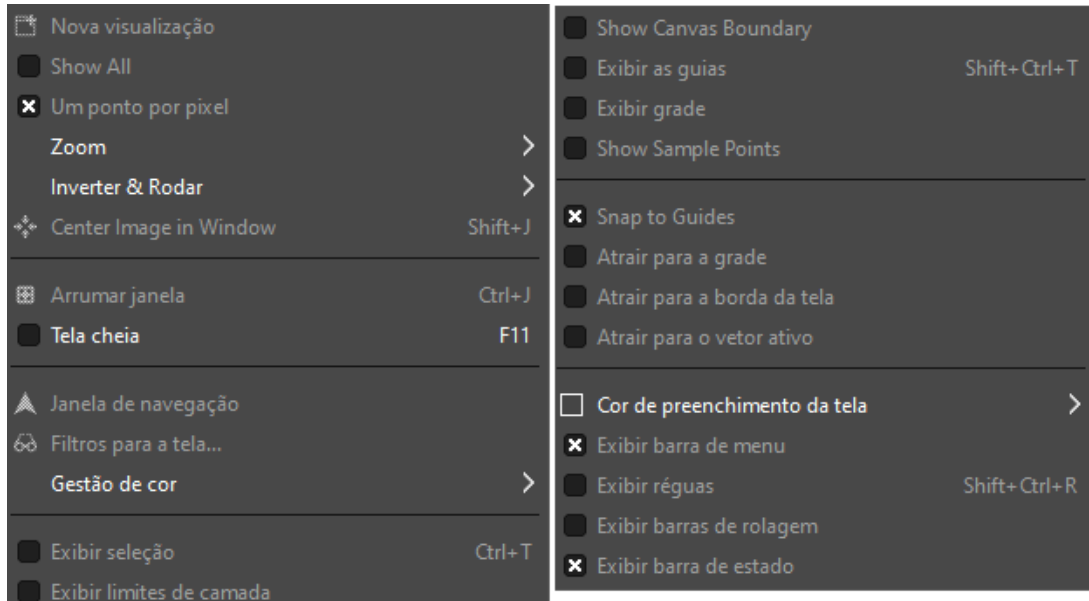 Nova visualização
Show All
Um ponto por pixel
Zoom
Inverter & Rodar
Center Image in Window Shift+J
Arrumar janela Ctrl+J
Tela cheia F11
Janela de navegação
Filtros para a tela...
Gestão de cor
Exibir seleção Ctrl+T
Exibir limites de camada
Show Canvas Boundary
Exibir as guias Shift+Ctrl+T
Exibir grade
Show Sample Points
Snap to Guides
Atrair para a grade
Atrair para a borda da tela
Atrair para o vetor ativo
Cor de preenchimento da tela
Exibir barra de menu
Exibir réguas Shift+Ctrl+R
Exibir barras de rolagem
Exibir barra de estado